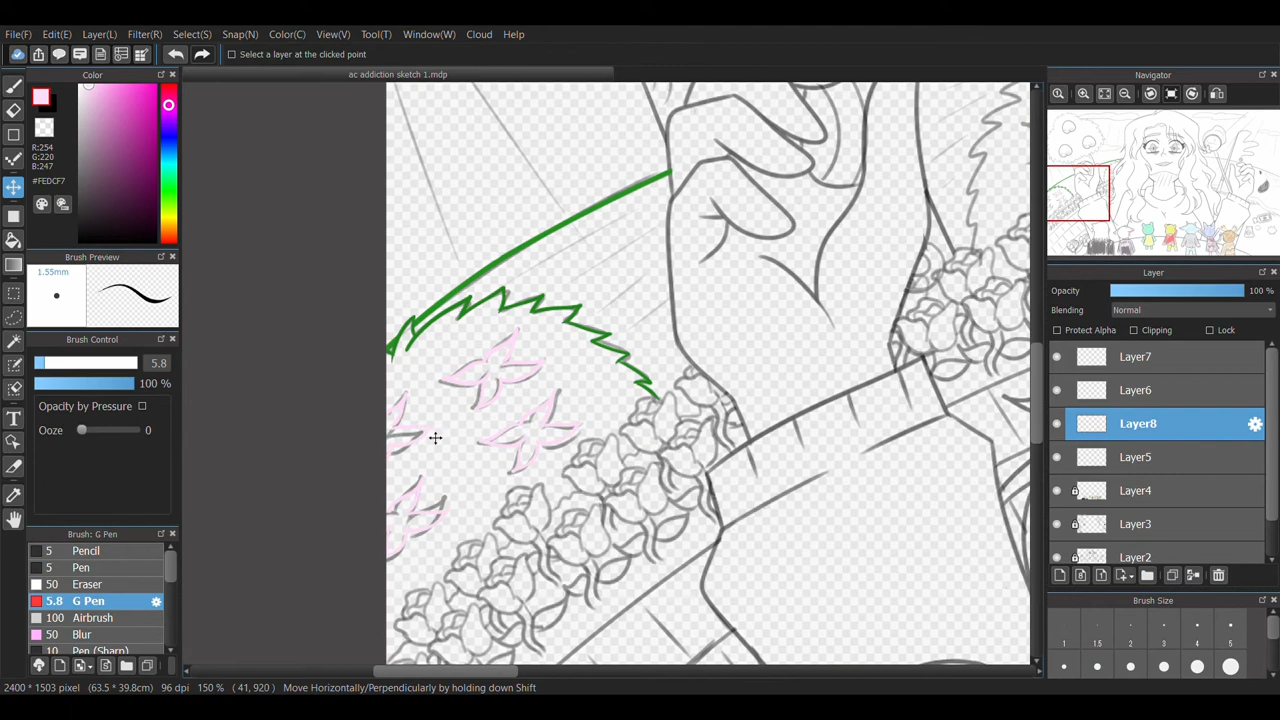 File(F) Edit(E) Layer(L) Filter(R) Select(S) Snap(N) Color(C) View(V) Tool(T) Window(W) Cloud Help
Select a layer at the clicked point
ac addiction sketch 1.mdp
Color
R:254
G:220
B:247
#FEDCF7
Brush Preview
1.55mm
Brush Control
5.8
100 %
Opacity by Pressure
Ooze 0
Brush: G Pen
5 Pencil
5 Pen
50 Eraser
5.8 G Pen
100 Airbrush
50 Blur
10 Pen (Sharp)
Navigator
Layer
Opacity 100 %
Blending Normal
Protect Alpha Clipping Lock
Layer7
Layer6
Layer8
Layer5
Layer4
Layer3
Layer2
Brush Size
1 1.5 2 3 4 5
2400 * 1503 pixel (63.5 * 39.8cm) 96 dpi 150 % ( 41, 920 ) Move Horizontally/Perpendicularly by holding down Shift